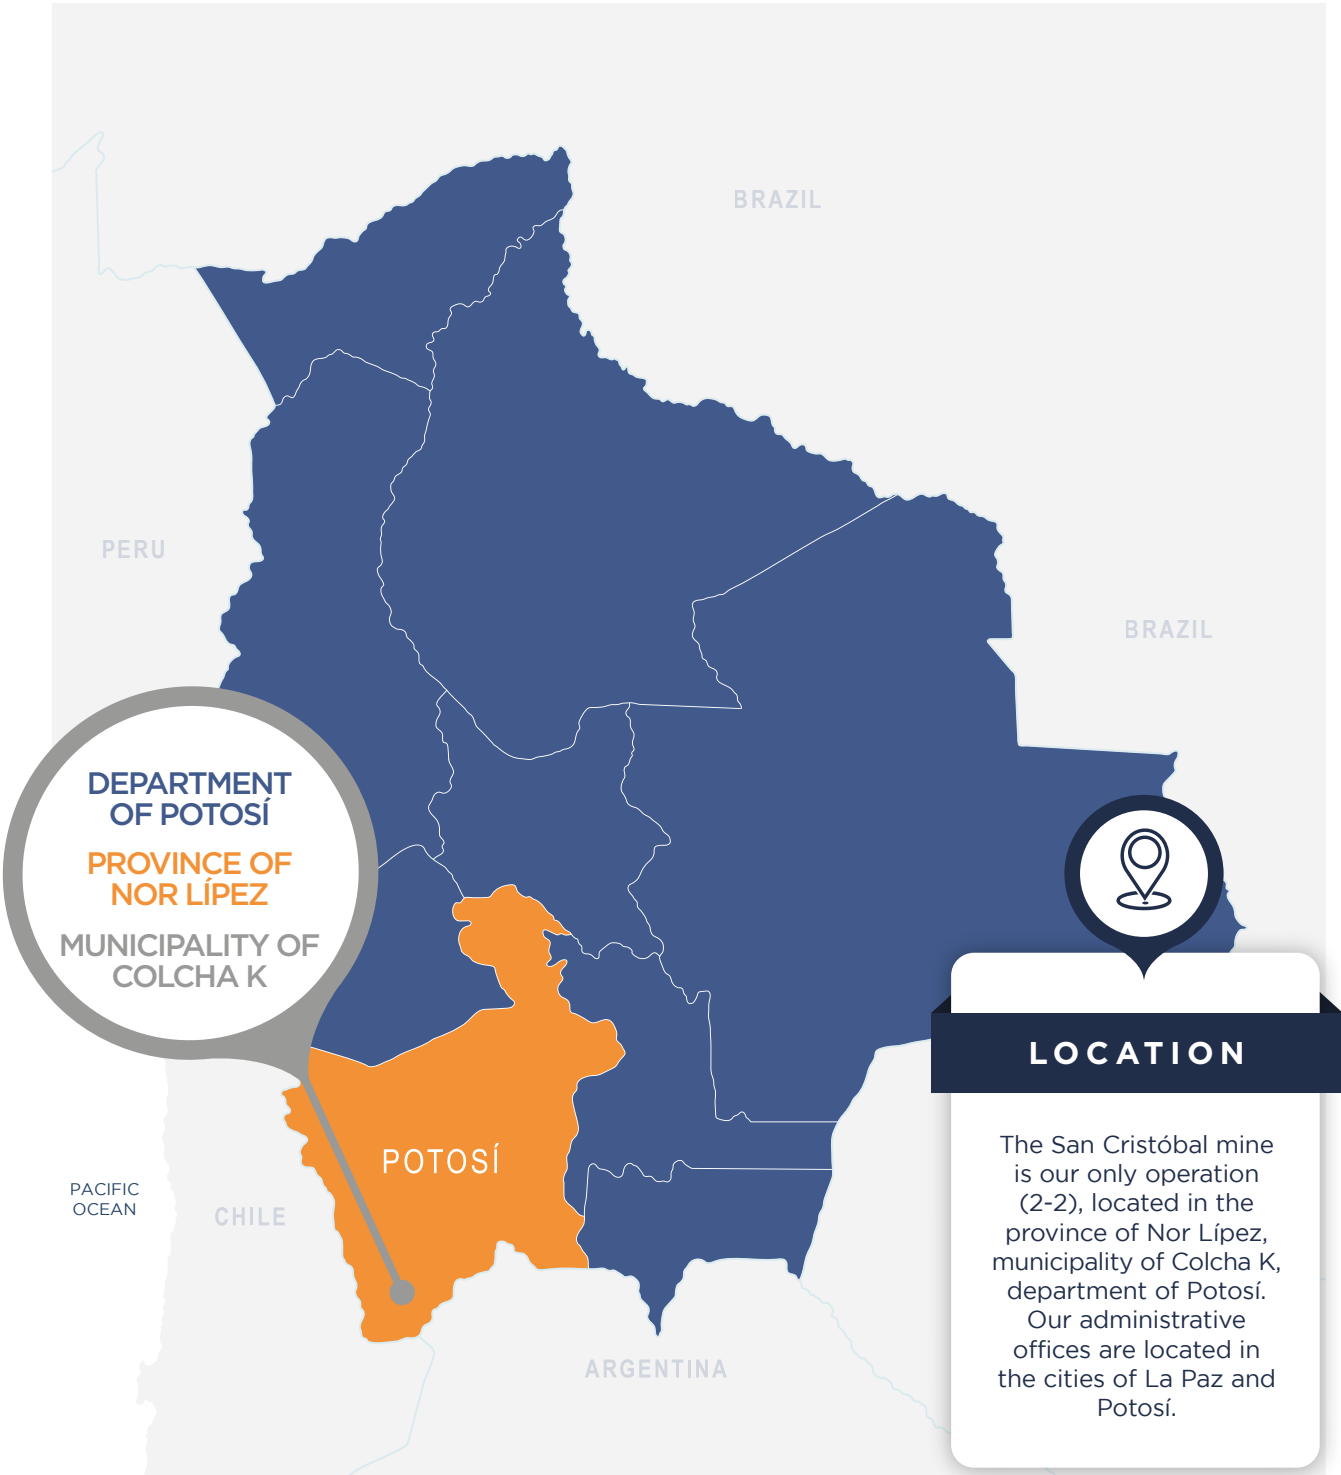 BRAZIL
PERU
BRAZIL
DEPARTMENT
OF POTOSÍ
PROVINCE OF
NOR LÍPEZ
MUNICIPALITY OF
COLCHA K
POTOSÍ
PACIFIC
OCEAN
CHILE
ARGENTINA
LOCATION
The San Cristóbal mine
is our only operation
(2-2), located in the
province of Nor Lípez,
municipality of Colcha K,
department of Potosí.
Our administrative
offices are located in
the cities of La Paz and
Potosí.